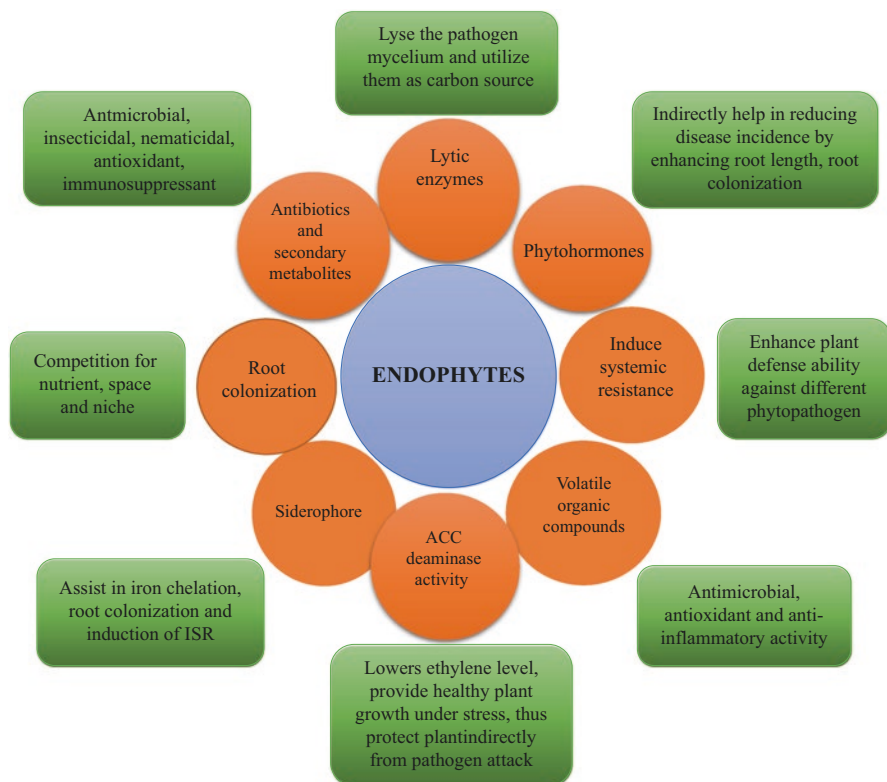 Lyse the pathogen
mycelium and utilize
them as carbon source
Antmicrobial,
insecticidal, nematicidal,
antioxidant,
immunosuppressant
Indirectly help in reducing
disease incidence by
enhancing root length, root
colonization
Lytic
enzymes
Antibiotics
and
secondary
metabolites
Phytohormones
Competition for
nutrient, space
and niche
Root
colonization
ENDOPHYTES
Induce
systemic
resistance
Enhance plant
defense ability
against different
phytopathogen
Siderophore
ACC
deaminase
activity
Volatile
organic
compounds
Assist in iron chelation,
root colonization and
induction of ISR
Antimicrobial,
antioxidant and anti-
inflammatory activity
Lowers ethylene level,
provide healthy plant
growth under stress, thus
protect plantindirectly
from pathogen attack